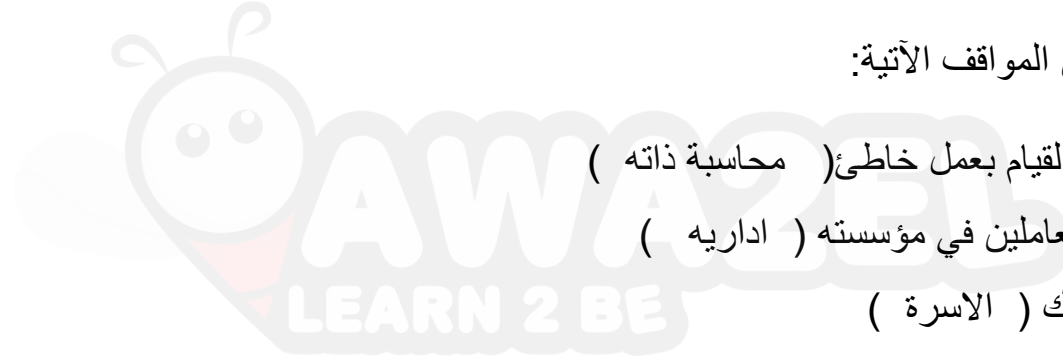 المواقف الآتية:
القيام بعمل خاطئ( محاسبة ذاته )
عاملين في مؤسسته ( اداريه )
ك ( الاسرة )
AWA2EL
LEARN 2 BE